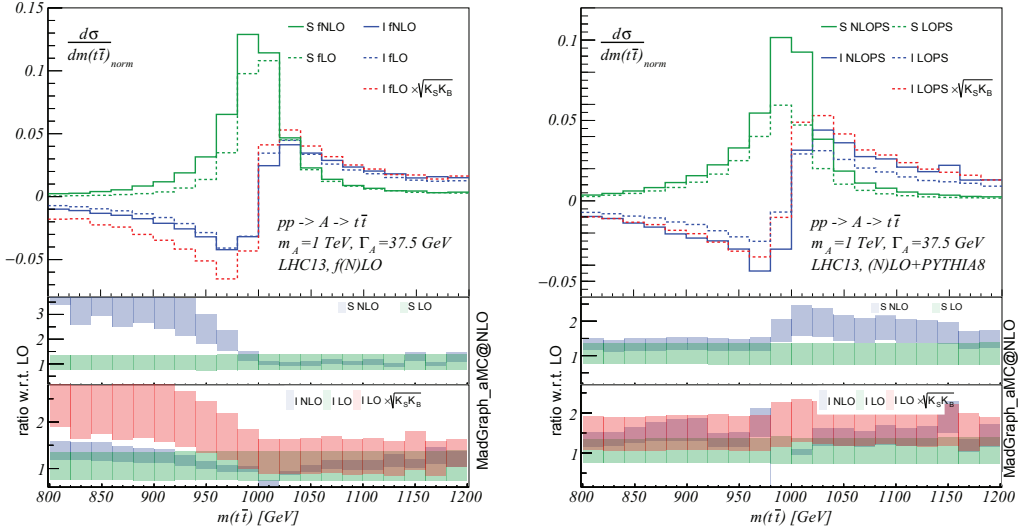 0.15
0.1
0.05
0
−0.05
dσ
dm(tt̄)norm
S fNLO
I fNLO
S fLO
I fLO
I fLO ×√KSKB
pp -> A -> tt̄
mA=1 TeV, ΓA=37.5 GeV
LHC13, f(N)LO
3
2
1
S NLO
S LO
ratio w.r.t. LO
2
1
I NLO
I LO
I LO ×√KSKB
MadGraph_aMC@NLO
800 850 900 950 1000 1050 1100 1150 1200
m(tt̄) [GeV]
0.1
0.05
0
−0.05
dσ
dm(tt̄)norm
S NLOPS
S LOPS
I NLOPS
I LOPS
I LOPS ×√KSKB
pp -> A -> tt̄
mA=1 TeV, ΓA=37.5 GeV
LHC13, (N)LO+PYTHIA8
2
1
S NLO
S LO
ratio w.r.t. LO
2
1
I NLO
I LO
I LO ×√KSKB
MadGraph_aMC@NLO
800 850 900 950 1000 1050 1100 1150 1200
m(tt̄) [GeV]